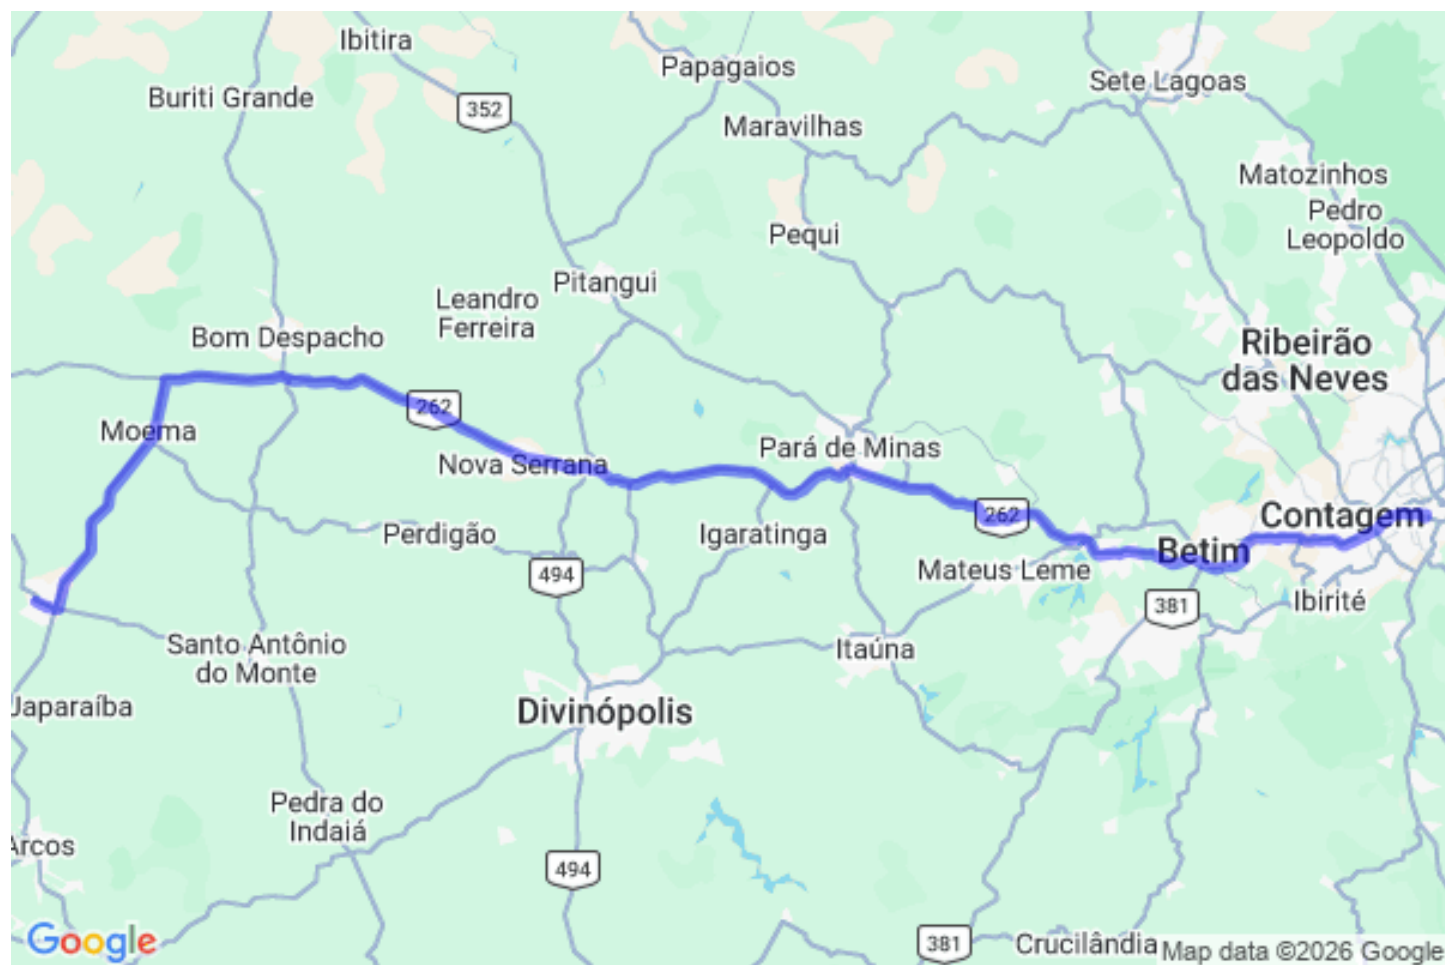 Ibitira
Papagaios
Sete Lagoas
Buriti Grande
352
Maravilhas
Matozinhos
Pedro
Leopoldo
Pequi
Pitangui
Leandro
Ferreira
Bom Despacho
Ribeirão
das Neves
262
Moema
Pará de Minas
Nova Serrana
262
Contagem
Perdigão
Igaratinga
Betim
Mateus Leme
494
381
Ibirité
Santo Antônio
do Monte
Itaúna
Japaraíba
Divinópolis
Pedra do
Indaiá
Arcos
494
Google
381
Crucilândia
Map data ©2026 Google